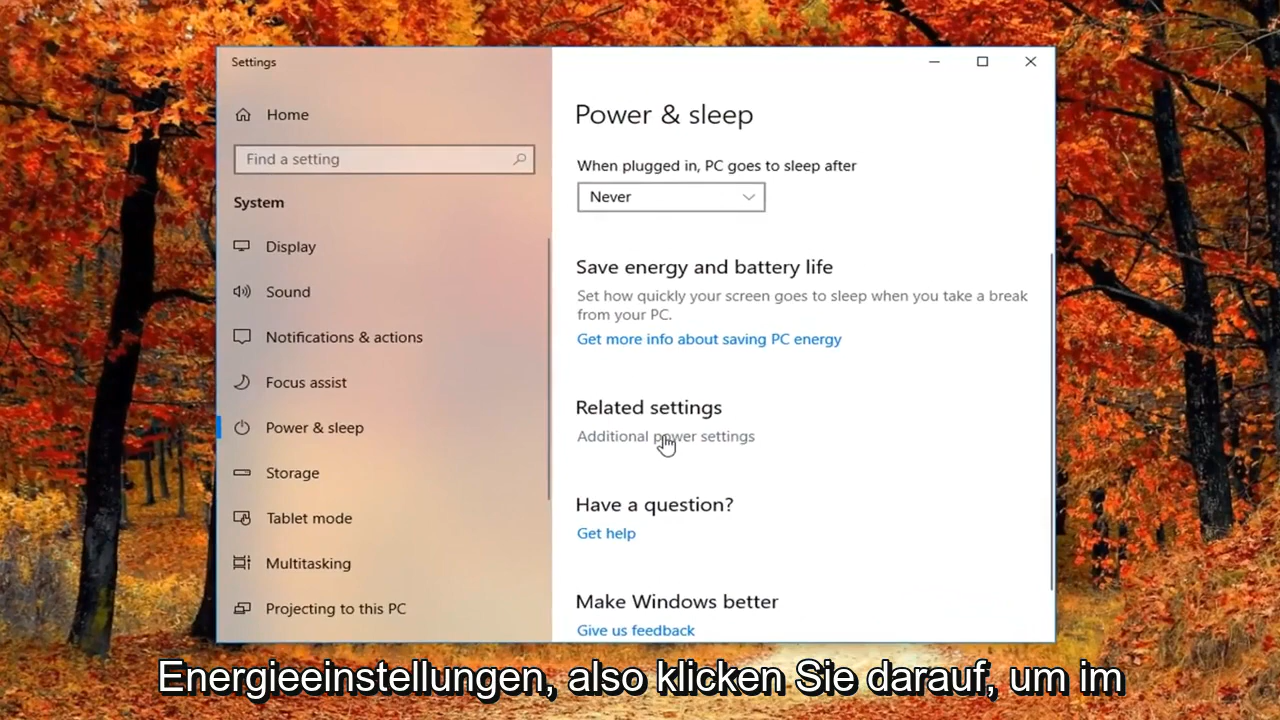 Settings
Home
Find a setting
System
Display
Sound
Notifications & actions
Focus assist
Power & sleep
Storage
Tablet mode
Multitasking
Projecting to this PC
Power & sleep
When plugged in, PC goes to sleep after
Never
Save energy and battery life
Set how quickly your screen goes to sleep when you take a break
from your PC.
Get more info about saving PC energy
Related settings
Additional power settings
Have a question?
Get help
Make Windows better
Give us feedback
Energieeinstellungen, also klicken Sie darauf, um im